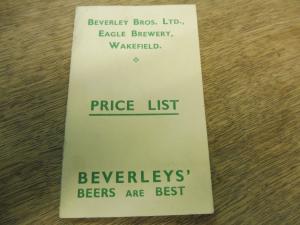 Beverley Bros. Ltd.,
Eagle Brewery,
Wakefield.
PRICE LIST
BEVERLEYS'
BEERS ARE BEST